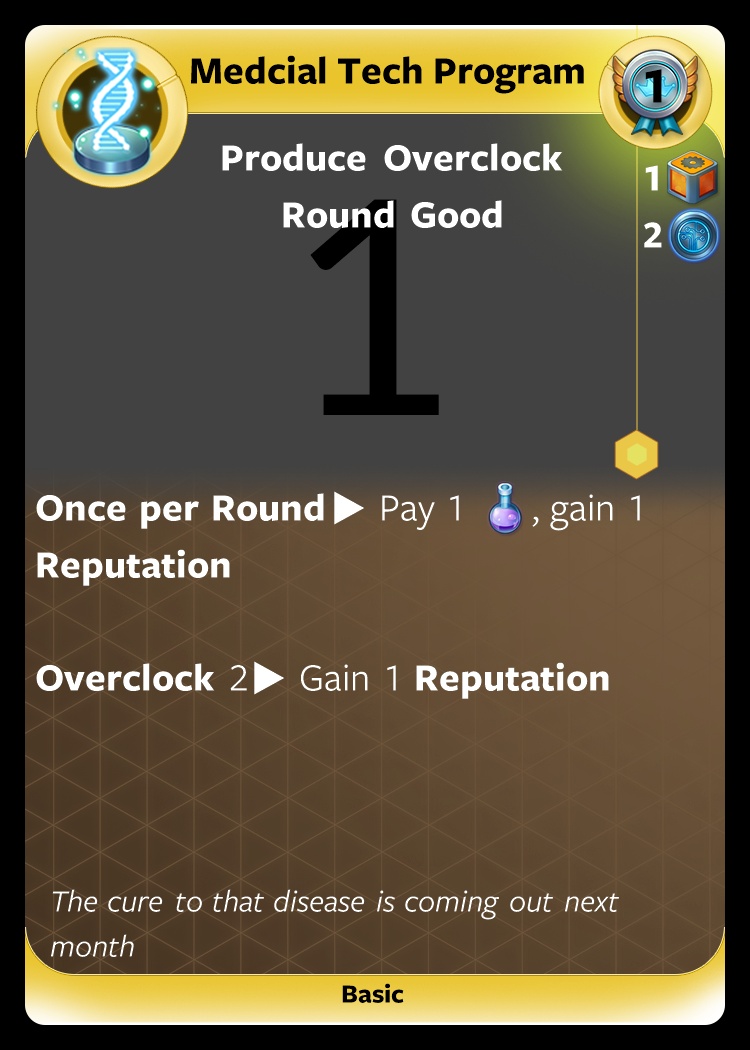 Medcial Tech Program
1
Produce Overclock
Round Good
1
2
1
Once per Round▶ Pay 1 , gain 1
Reputation
Overclock 2▶ Gain 1 Reputation
The cure to that disease is coming out next
month
Basic